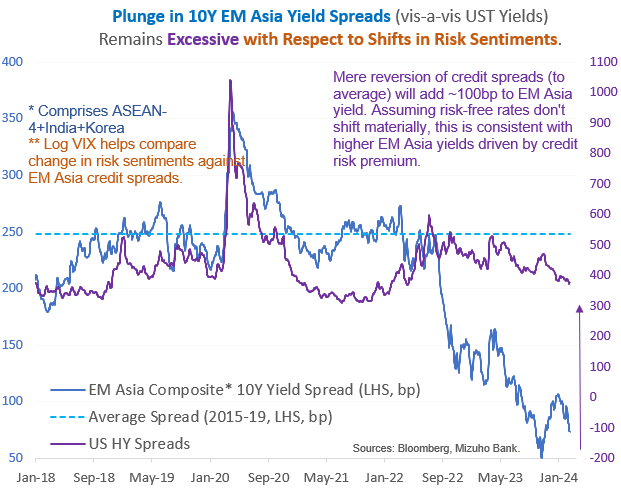 Plunge in 10Y EM Asia Yield Spreads (vis-a-vis UST Yields)
Remains Excessive with Respect to Shifts in Risk Sentiments.
400
350
300
250
200
150
100
50
1100
1000
900
800
700
600
500
400
300
200
100
0
-100
-200
* Comprises ASEAN-
4+India+Korea
** Log VIX helps compare
change in risk sentiments against
EM Asia credit spreads.
Mere reversion of credit spreads (to
average) will add ~100bp to EM Asia
yield. Assuming risk-free rates don't
shift materially, this is consistent with
higher EM Asia yields driven by credit
risk premium.
EM Asia Composite* 10Y Yield Spread (LHS, bp)
Average Spread (2015-19, LHS, bp)
US HY Spreads
Sources: Bloomberg, Mizuho Bank.
Jan-18 Sep-18 May-19 Jan-20 Sep-20 May-21 Jan-22 Sep-22 May-23 Jan-24